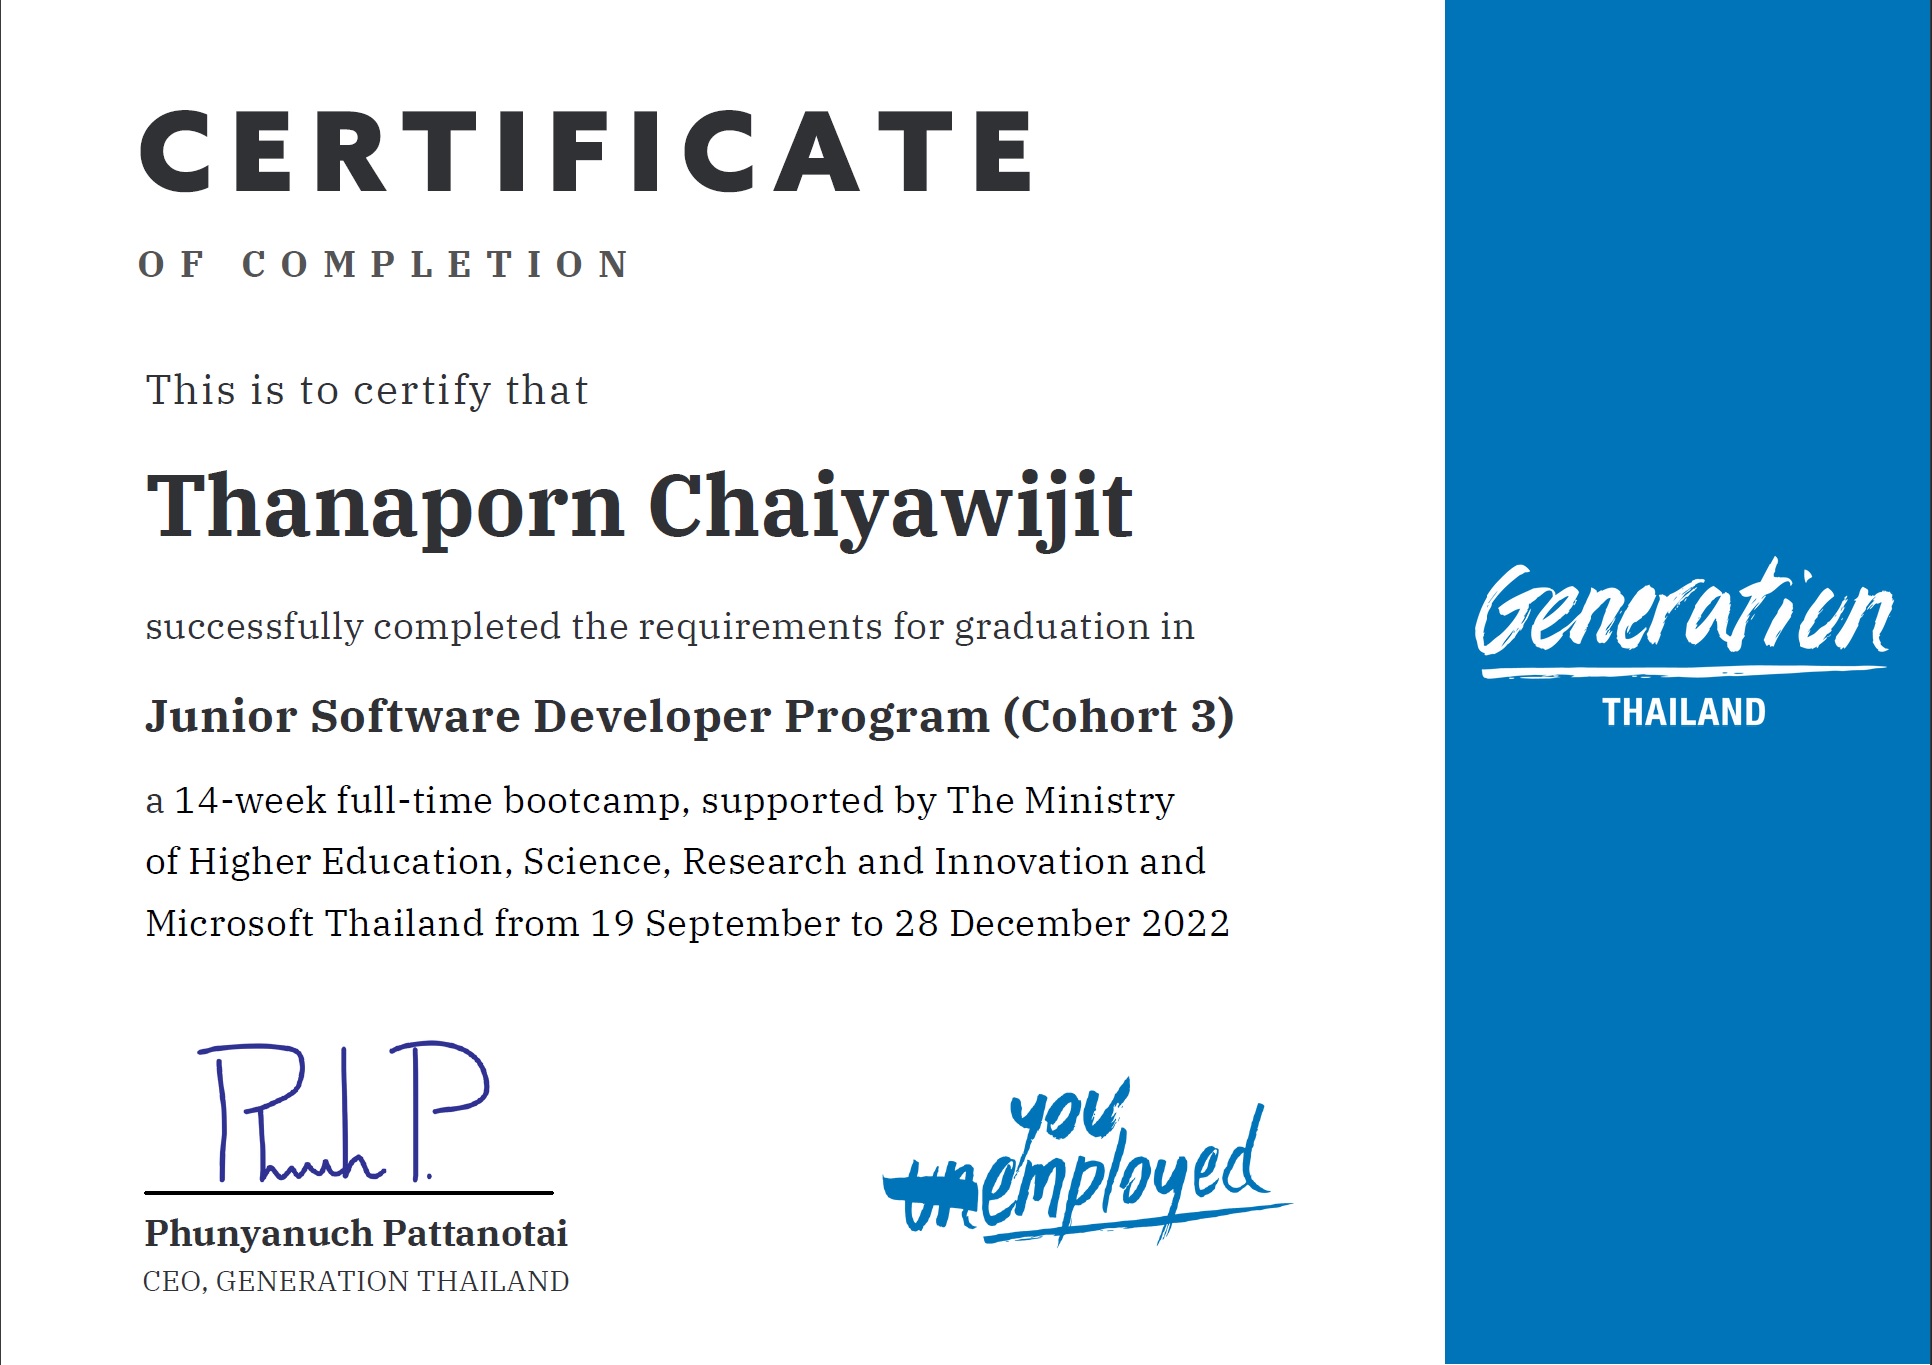 CERTIFICATE
OF COMPLETION
This is to certify that
Thanaporn Chaiyawijit
successfully completed the requirements for graduation in
Junior Software Developer Program (Cohort 3)
a 14-week full-time bootcamp, supported by The Ministry
of Higher Education, Science, Research and Innovation and
Microsoft Thailand from 19 September to 28 December 2022
Phunyanuch Pattanotai
CEO, GENERATION THAILAND
you
unemployed
Generation
THAILAND